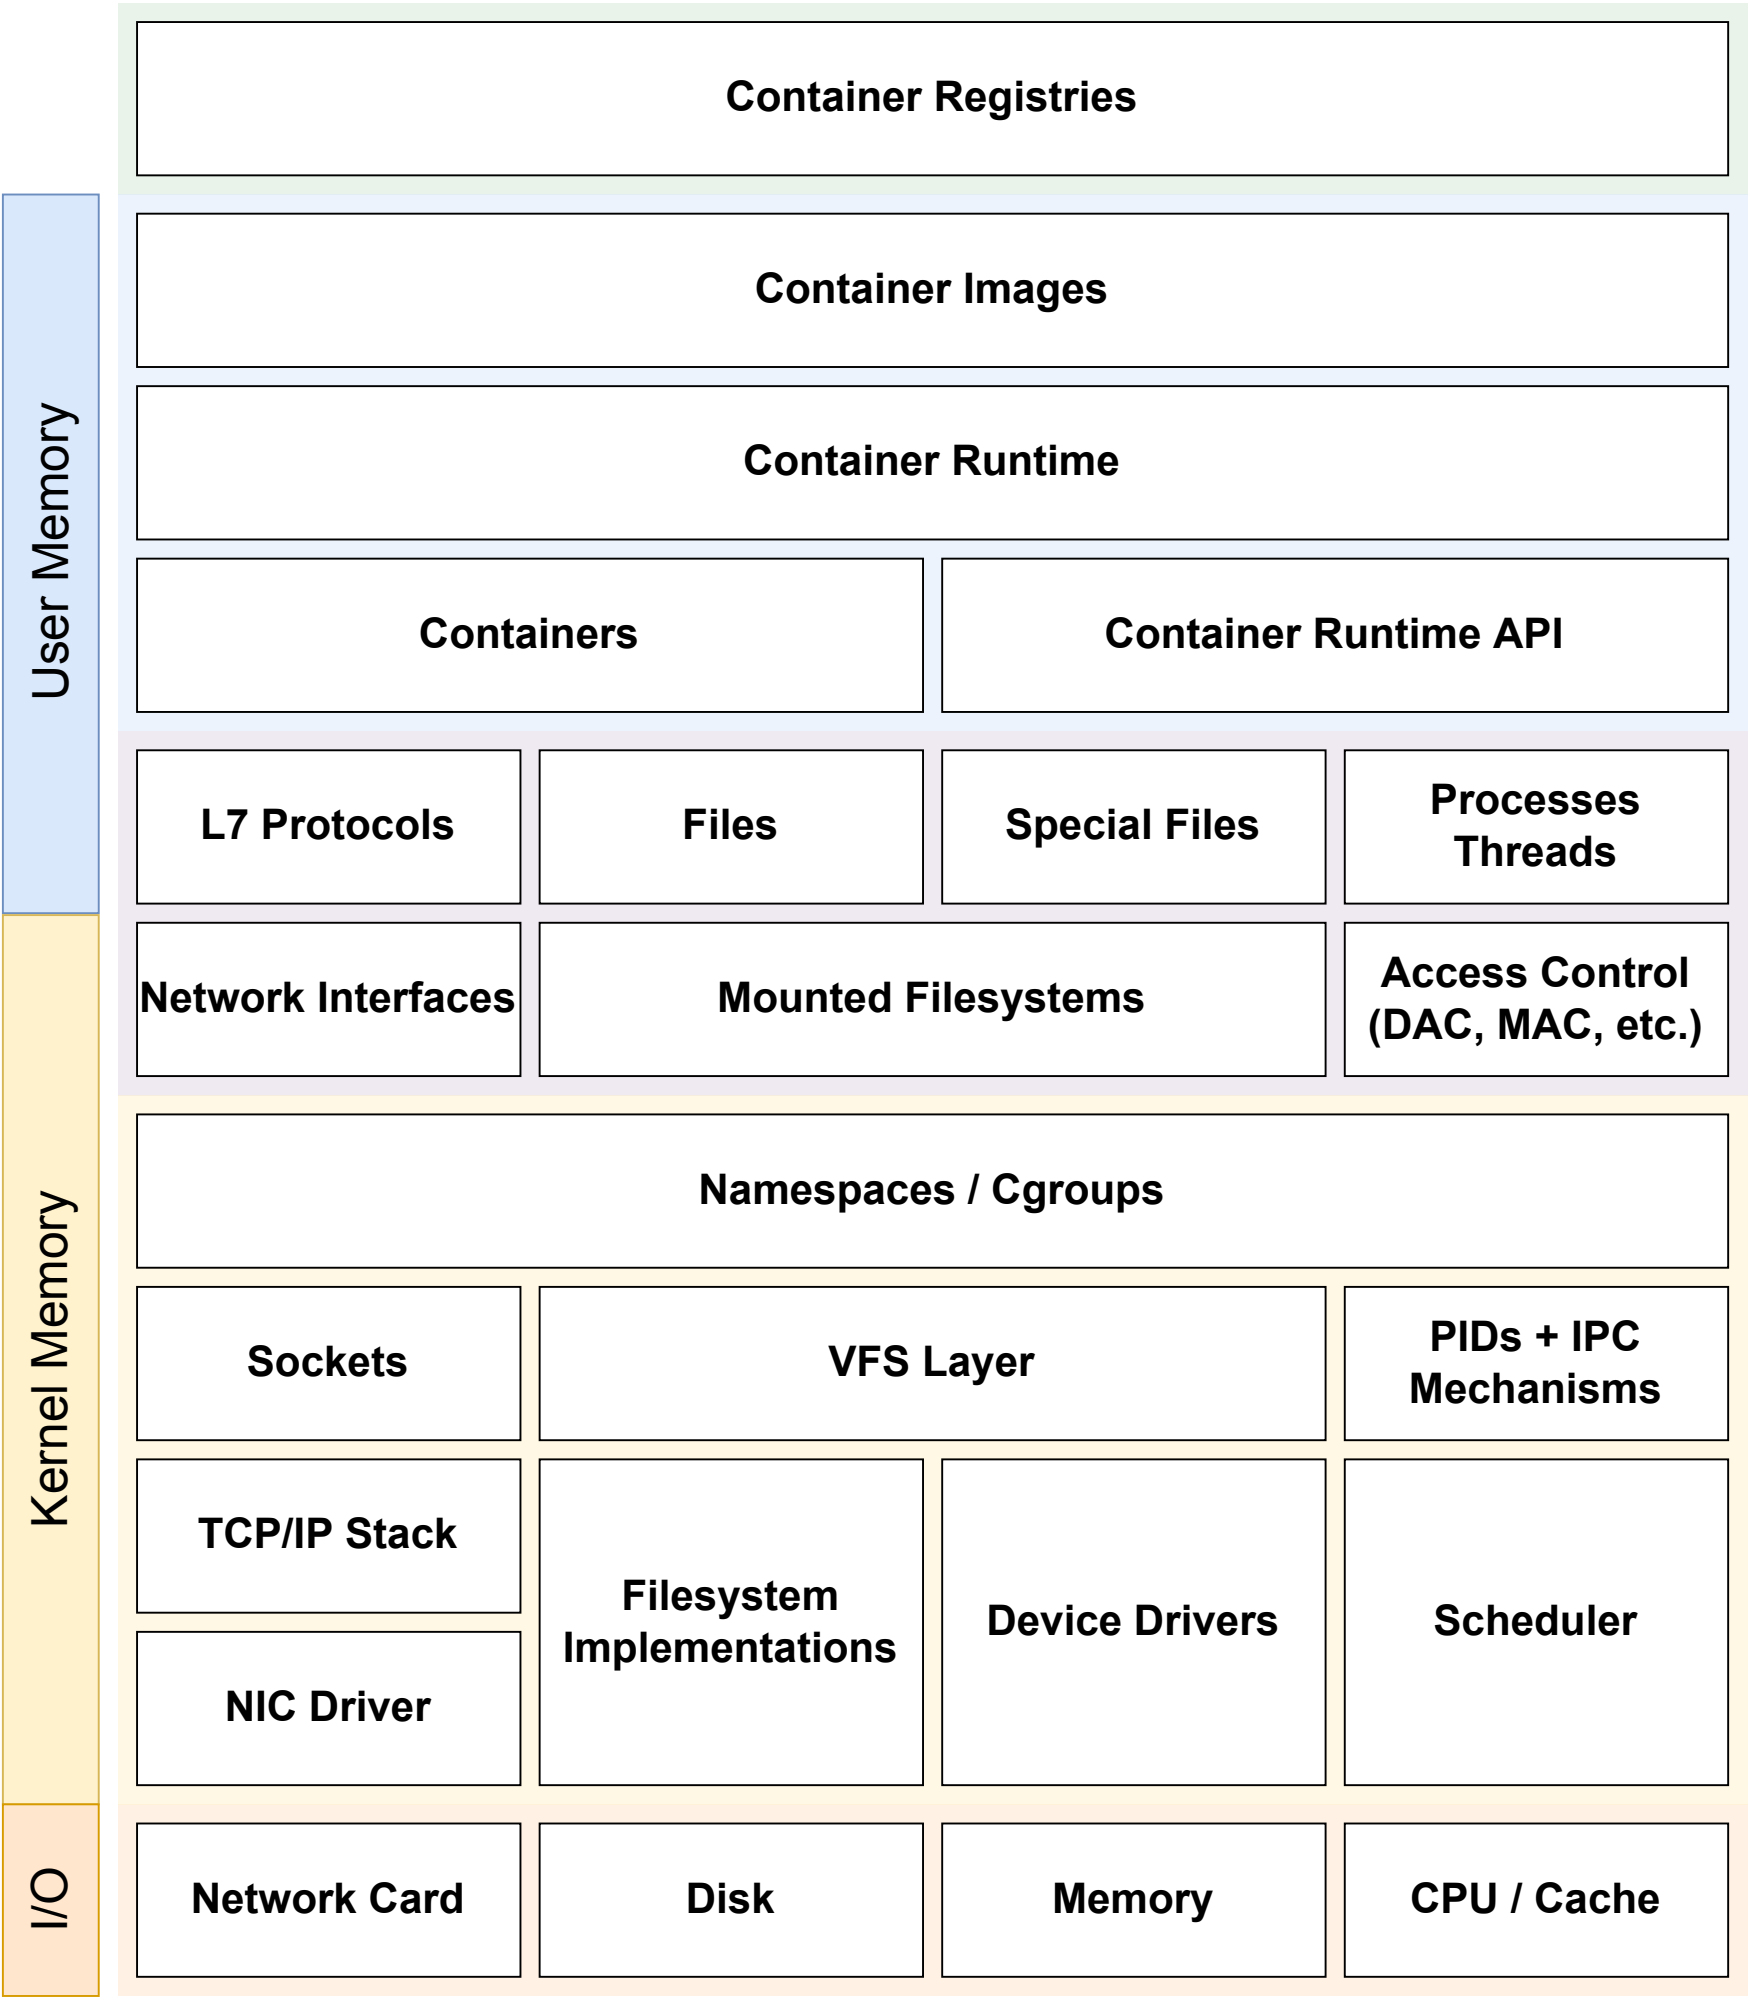 Container Registries
User Memory
Container Images
Container Runtime
Containers
Container Runtime API
L7 Protocols
Files
Special Files
Processes
Threads
Kernel Memory
Network Interfaces
Mounted Filesystems
Access Control
(DAC, MAC, etc.)
Namespaces / Cgroups
Sockets
VFS Layer
PIDs + IPC
Mechanisms
TCP/IP Stack
NIC Driver
Filesystem
Implementations
Device Drivers
Scheduler
I/O
Network Card
Disk
Memory
CPU / Cache